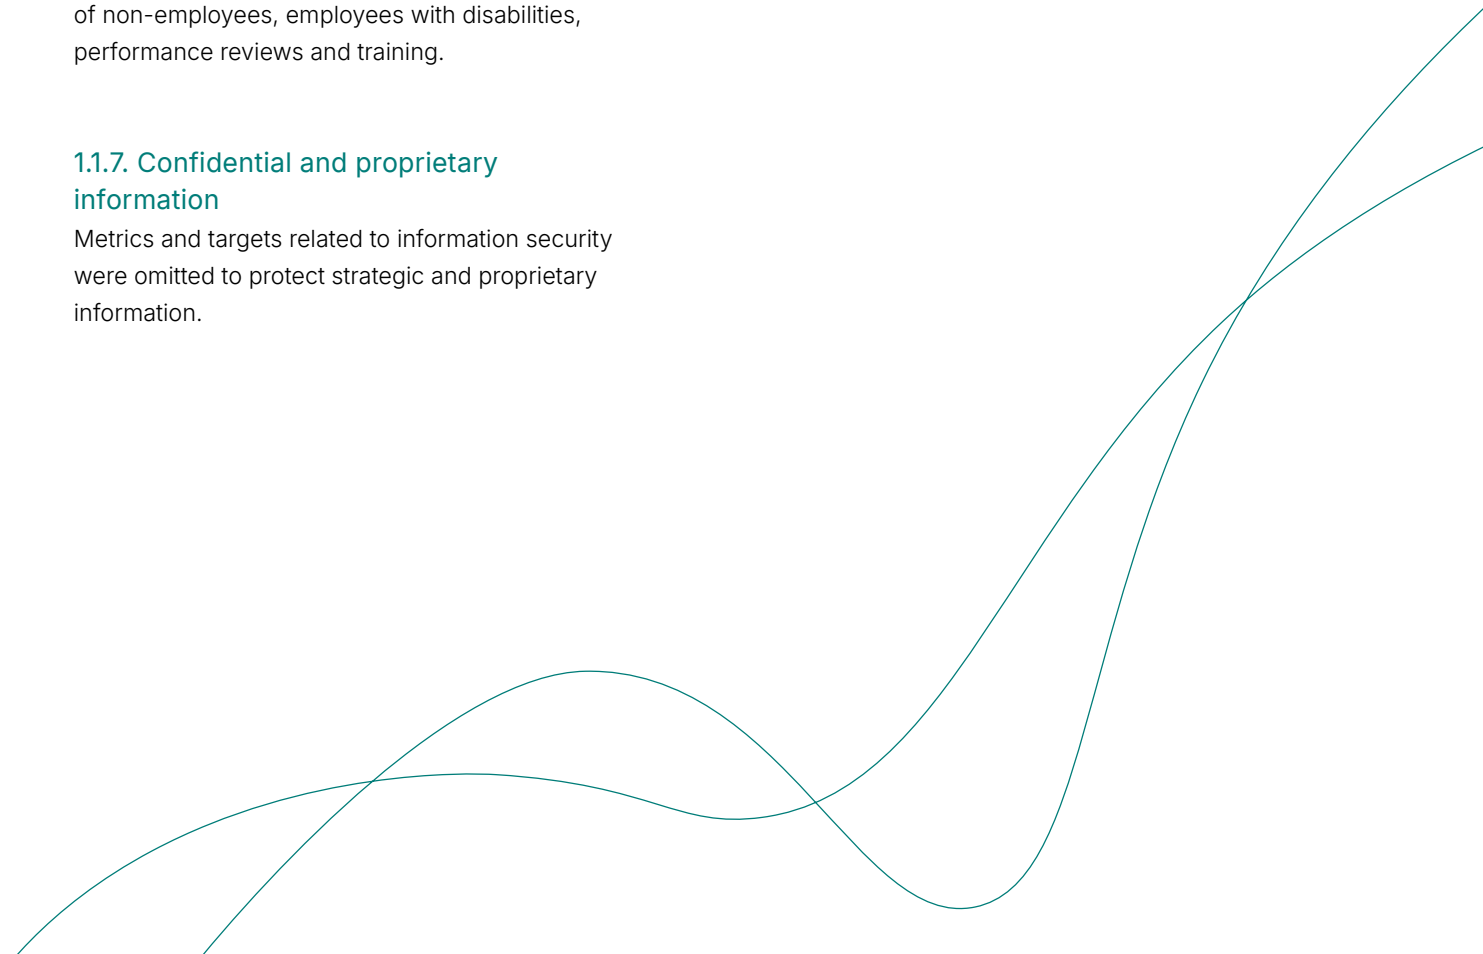 of non-employees, employees with disabilities,
performance reviews and training.
1.1.7. Confidential and proprietary
information
Metrics and targets related to information security
were omitted to protect strategic and proprietary
information.